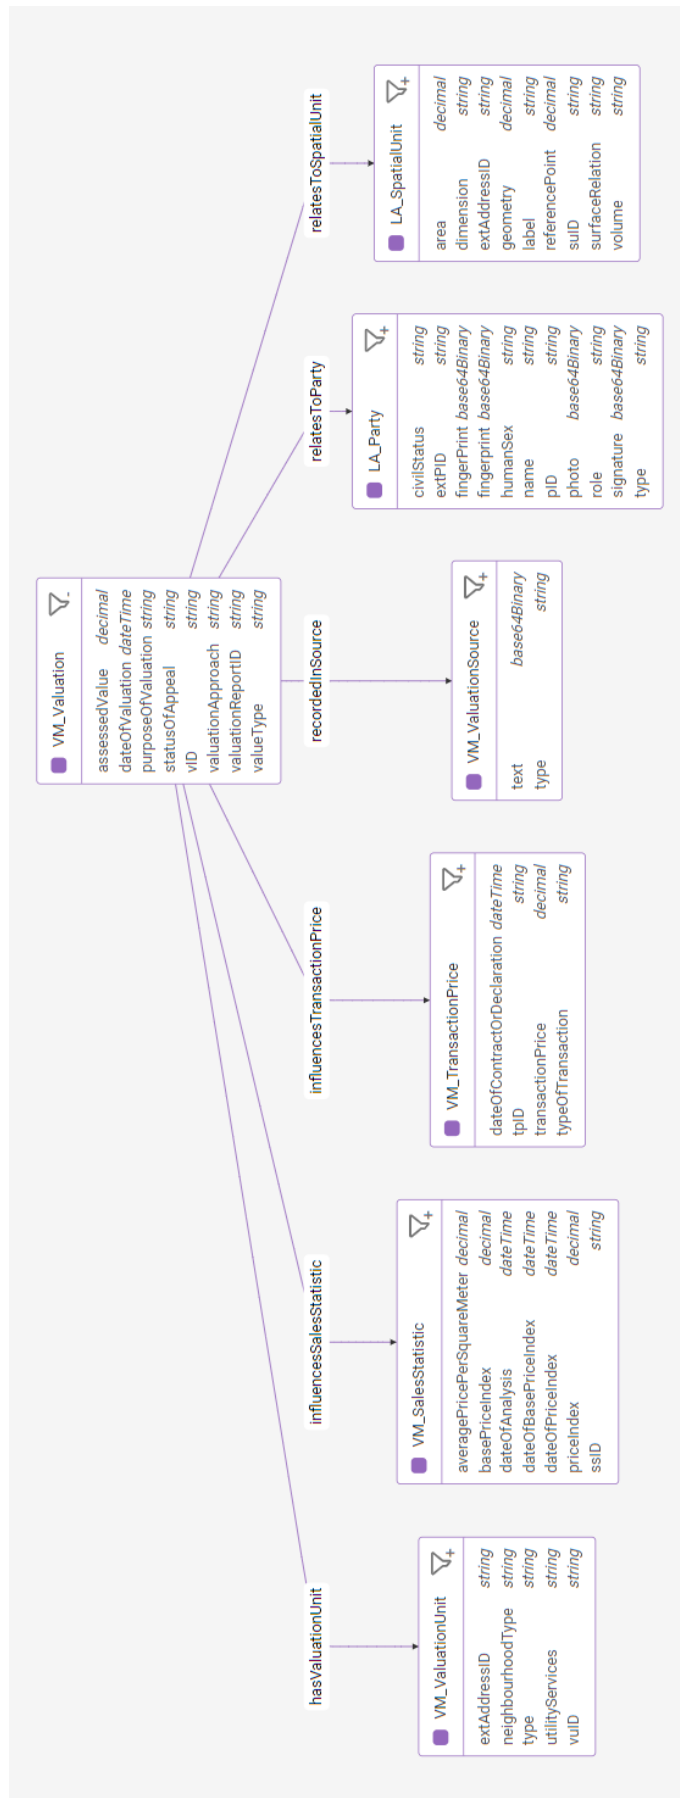 VM_Valuation
assessedValue decimal
dateOfValuation dateTime
purposeOfValuation string
statusOfAppeal string
vID string
valuationApproach string
valuationReportID string
valueType string
hasValuationUnit
influencesSalesStatistic
influencesTransactionPrice
recordedInSource
relatesToParty
relatesToSpatialUnit
VM_ValuationUnit
extAddressID string
neighbourhoodType string
type string
utilityServices string
vuID string
VM_SalesStatistic
averagePricePerSquareMeter decimal
basePriceIndex decimal
dateOfAnalysis dateTime
dateOfBasePriceIndex dateTime
dateOfPriceIndex dateTime
priceIndex decimal
ssID string
VM_TransactionPrice
dateOfContractOrDeclaration dateTime
tpID string
transactionPrice decimal
typeOfTransaction string
VM_ValuationSource
text base64Binary
type string
LA_Party
civilStatus string
extPID string
fingerPrint base64Binary
fingerprint base64Binary
humanSex string
name string
pID string
photo base64Binary
role string
signature base64Binary
type string
LA_SpatialUnit
area decimal
dimension string
extAddressID string
geometry decimal
label string
referencePoint decimal
suID string
surfaceRelation string
volume string